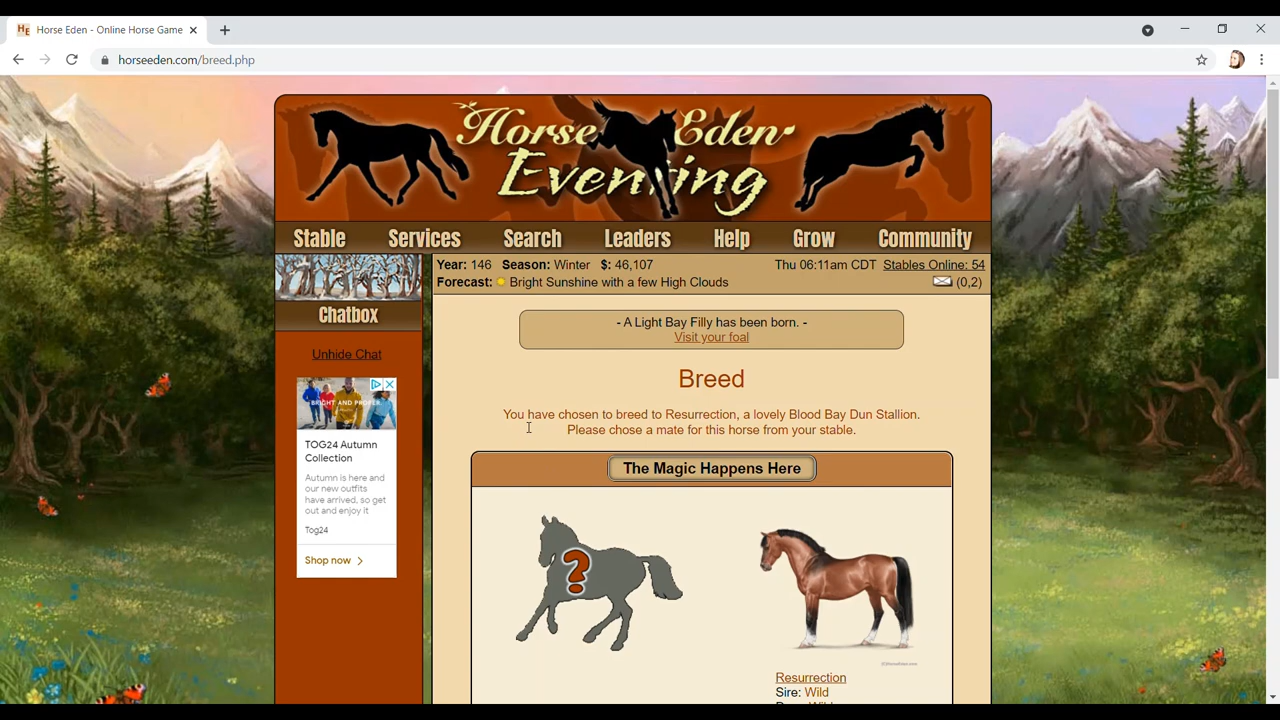 Horse Eden - Online Horse Game
horseeden.com/breed.php
Horse Eden
Eventing
Stable Services Search Leaders Help Grow Community
Year: 146 Season: Winter $: 46,107 Thu 06:11am CDT Stables Online: 54
Forecast: Bright Sunshine with a few High Clouds (0,2)
Chatbox
Unhide Chat
BRIGHT AND PROPER.
TOG24 Autumn
Collection
Autumn is here and
our new outfits
have arrived, so get
out and enjoy it
Tog24
Shop now
- A Light Bay Filly has been born. -
Visit your foal
Breed
You have chosen to breed to Resurrection, a lovely Blood Bay Dun Stallion.
Please chose a mate for this horse from your stable.
The Magic Happens Here
?
Resurrection
Sire: Wild